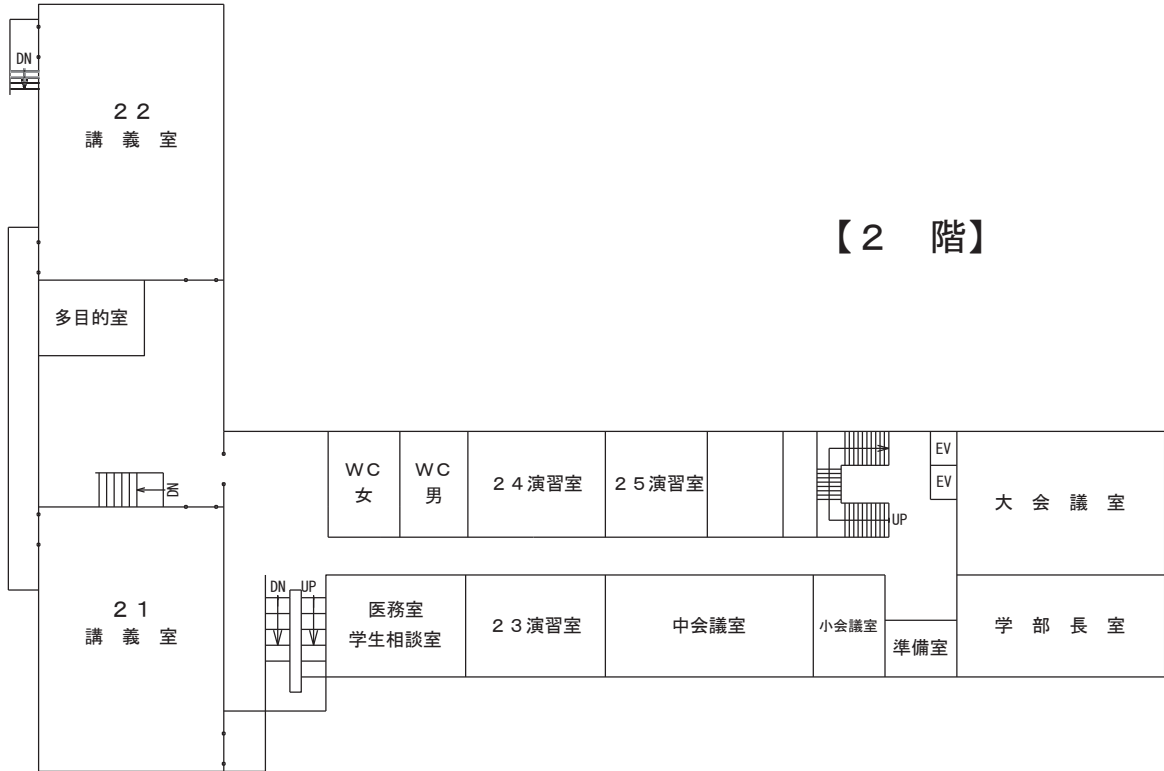 DN
２２
講 義 室
【２ 階】
多目的室
DN
WC
女
WC
男
２４演習室
２５演習室
UP
EV
EV
大 会 議 室
２１
講 義 室
DN
UP
医務室
学生相談室
２３演習室
中会議室
小会議室
準備室
学 部 長 室